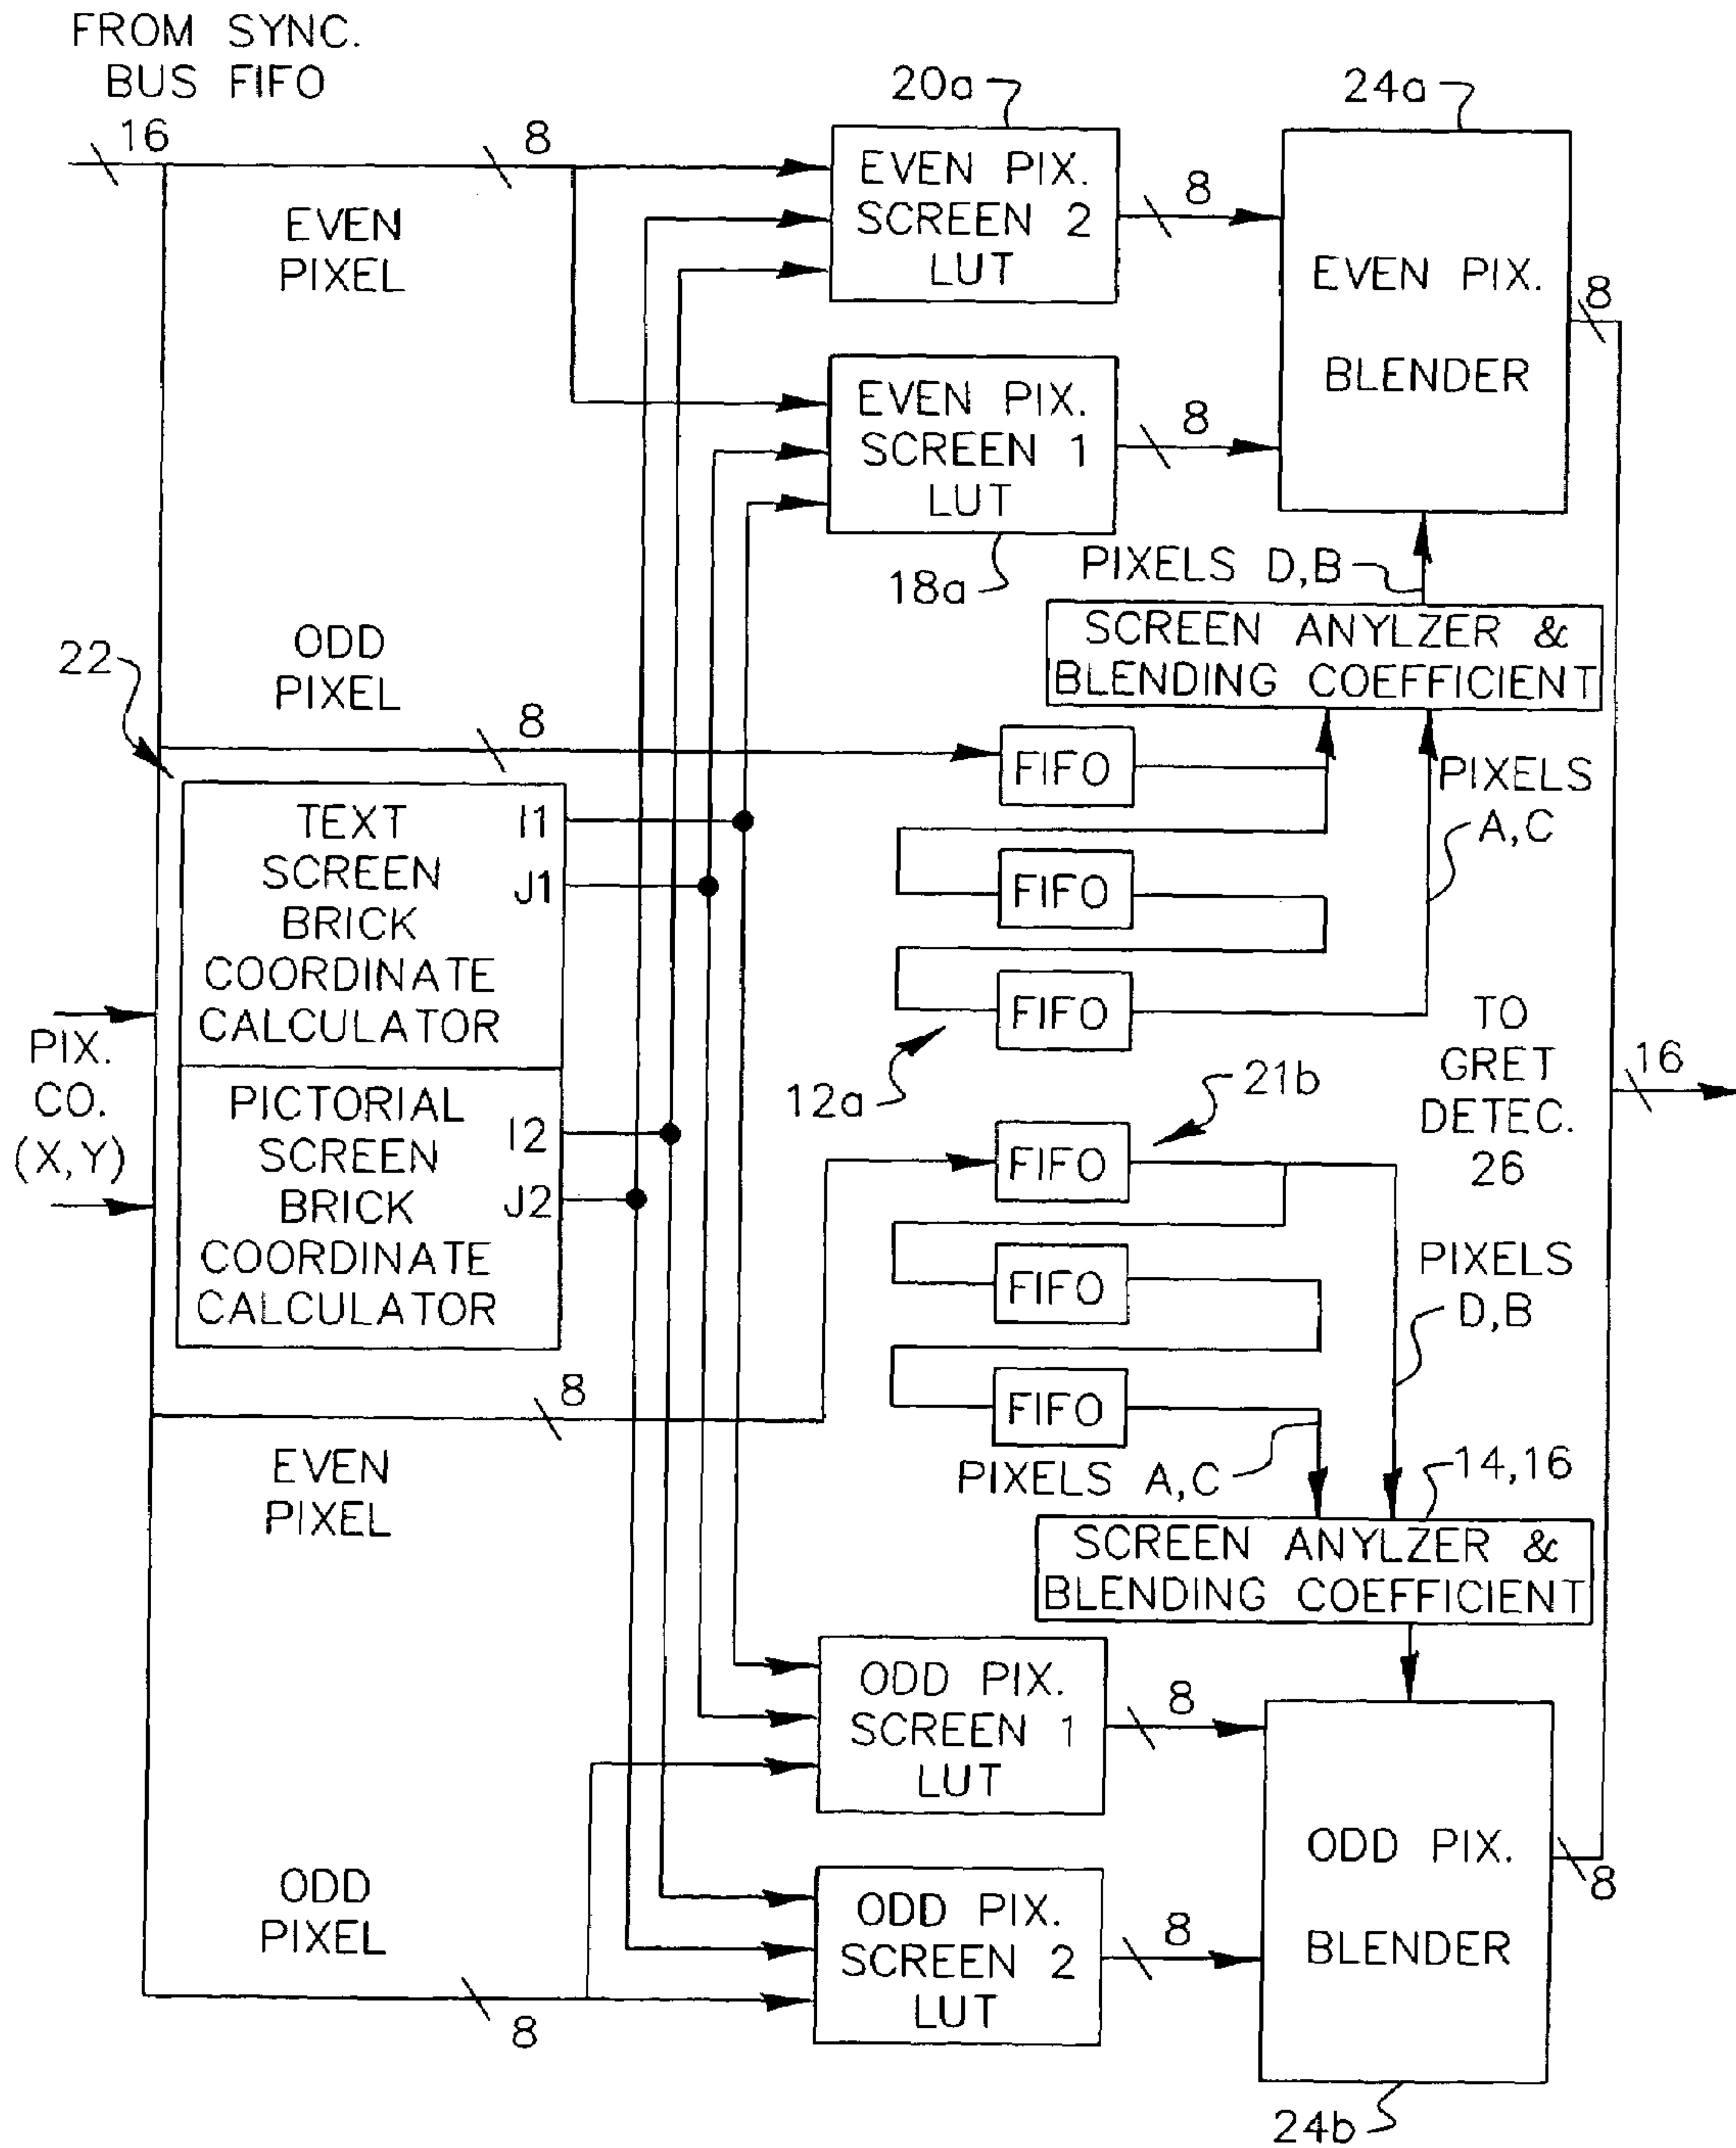 FROM SYNC.
BUS FIFO
16
8
EVEN
PIXEL
20a
EVEN PIX.
SCREEN 2
LUT
8
24a
EVEN PIX.
BLENDER
8
EVEN PIX.
SCREEN 1
LUT
8
18a
PIXELS D,B
SCREEN ANYLZER &
BLENDING COEFFICIENT
ODD
PIXEL
22
8
FIFO
FIFO
FIFO
PIXELS
A,C
12a
TEXT
SCREEN
BRICK
COORDINATE
CALCULATOR
I1
J1
PIX.
CO.
(X,Y)
PICTORIAL
SCREEN
BRICK
COORDINATE
CALCULATOR
I2
J2
TO
GRET
DETEC.
26
16
21b
FIFO
FIFO
FIFO
PIXELS
D,B
PIXELS A,C
14,16
8
EVEN
PIXEL
SCREEN ANYLZER &
BLENDING COEFFICIENT
ODD PIX.
SCREEN 1
LUT
8
ODD PIX.
BLENDER
8
ODD
PIXEL
8
ODD PIX.
SCREEN 2
LUT
8
24b